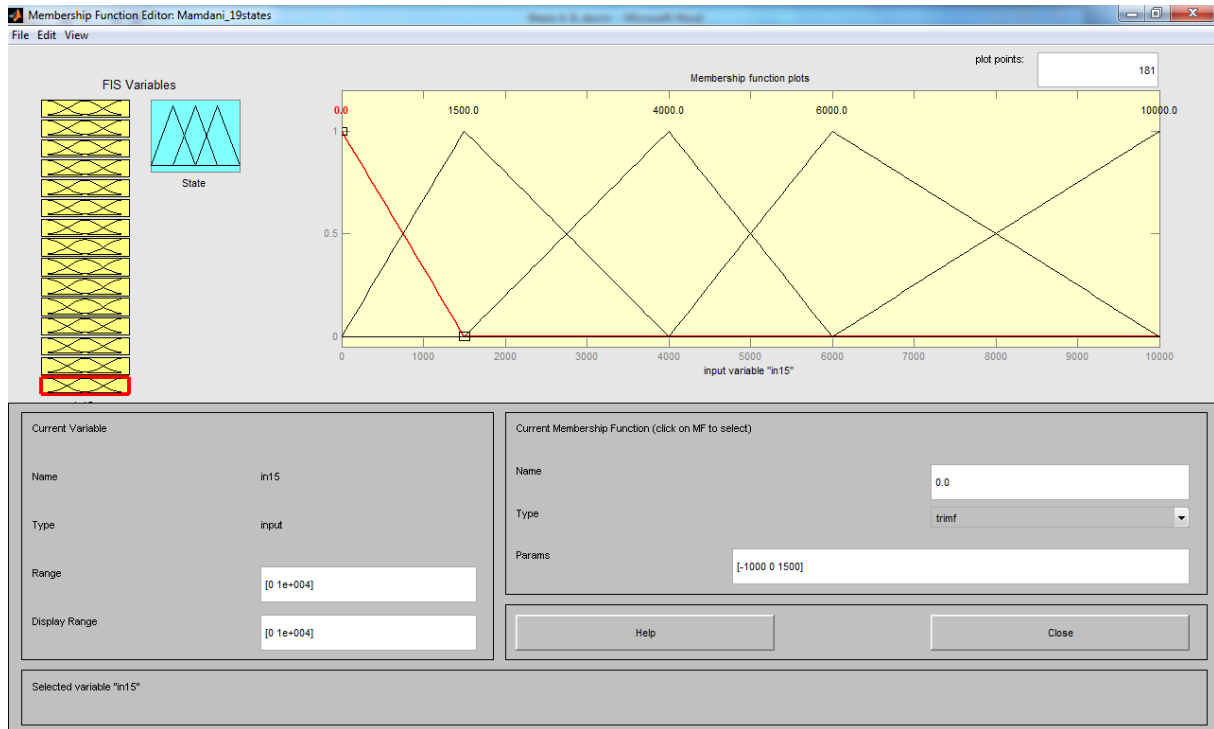 Membership Function Editor: Mamdani_19states
File Edit View
plot points:
181
FIS Variables
Membership function plots
State
0.0 1500.0 4000.0 6000.0 10000.0
1
0.5
0
0 1000 2000 3000 4000 5000 6000 7000 8000 9000 10000
input variable "in15"
Current Variable
Name in15
Type input
Range [0 1e+004]
Display Range [0 1e+004]
Current Membership Function (click on MF to select)
Name 0.0
Type trimf
Params [-1000 0 1500]
Help Close
Selected variable "in15"